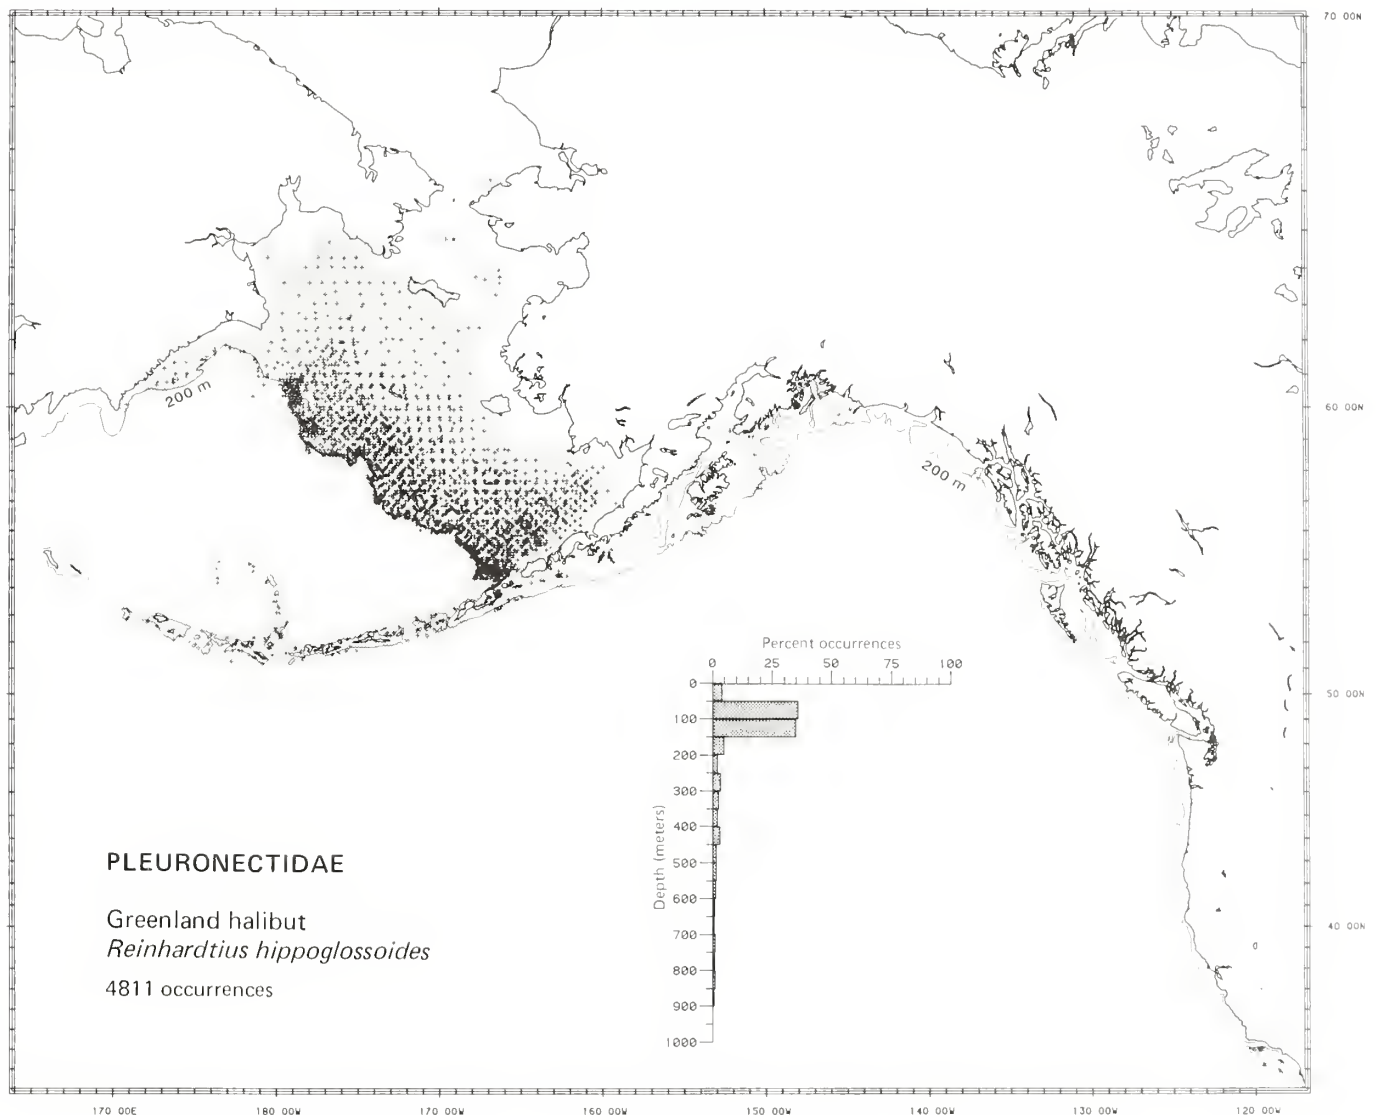 70 00N
200 m
60 00N
200 m
Percent occurrences
0 25 50 75 100
0
50 00N
100
200
300
400
Depth (meters)
500
600
700
800
900
1000
PLEURONECTIDAE
Greenland halibut
Reinhardtius hippoglossoides
4811 occurrences
40 00N
170 00E 180 00W 170 00W 160 00W 150 00W 140 00W 130 00W 120 00W